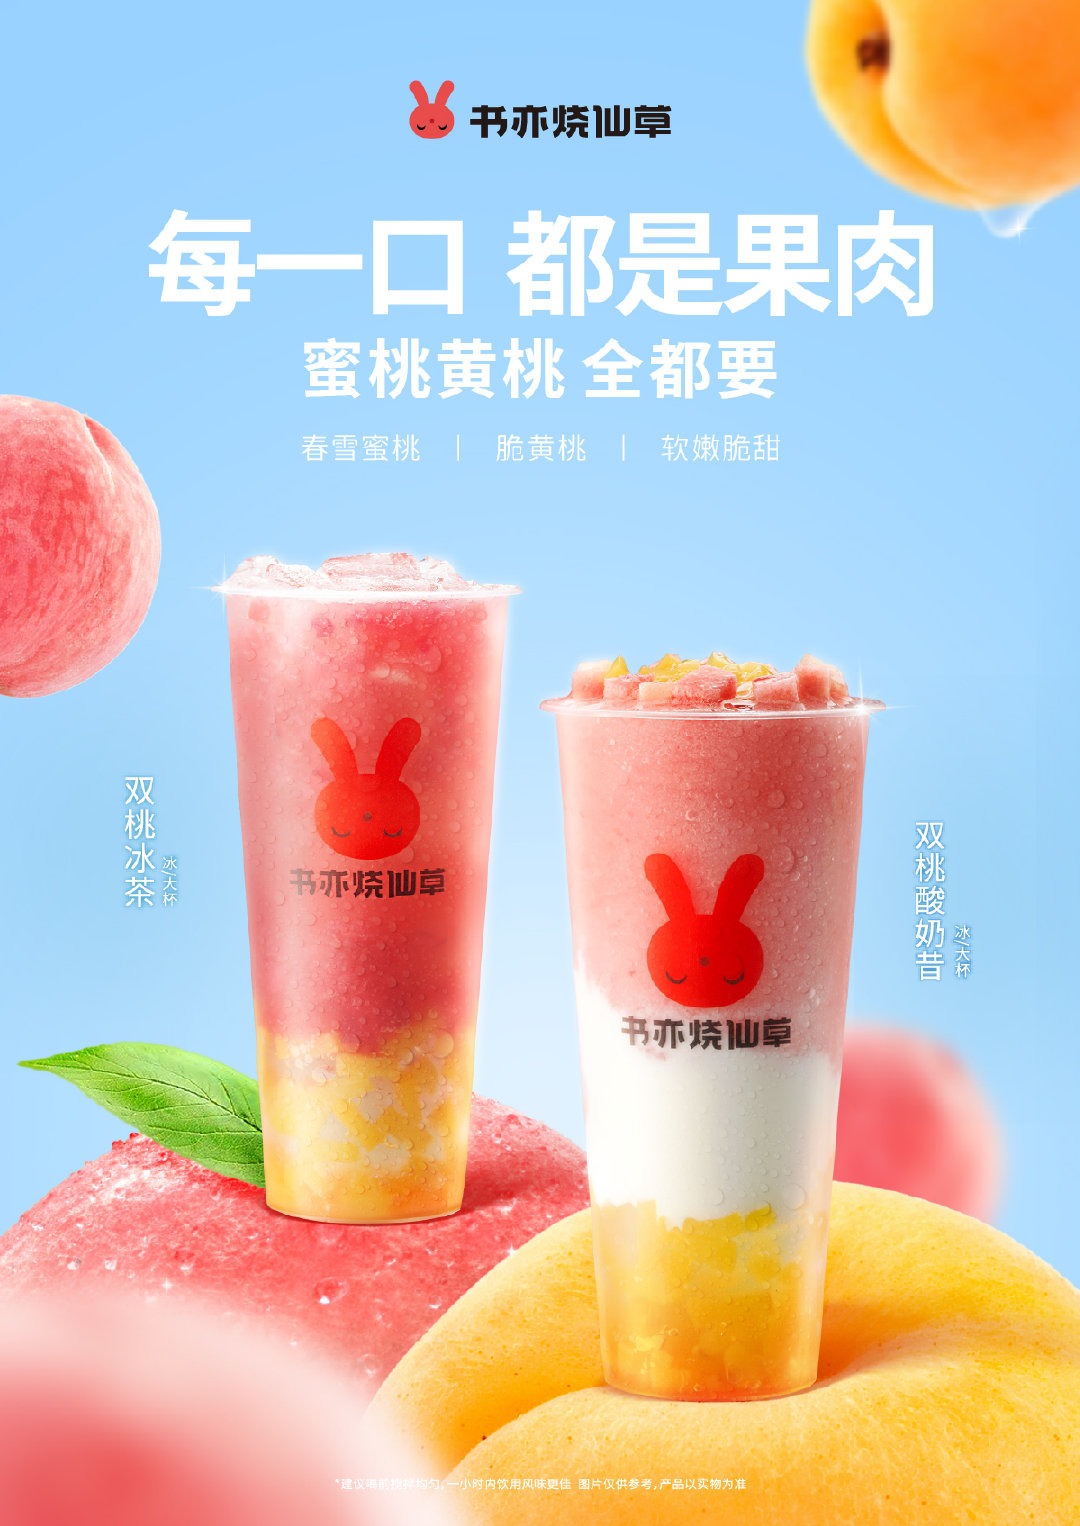 书亦烧仙草
每一口 都是果肉
蜜桃黄桃 全都要
春雪蜜桃 | 脆黄桃 | 软嫩脆甜
双桃冰茶
冰/大杯
书亦烧仙草
双桃酸奶昔
冰/大杯
书亦烧仙草
*建议喝前搅拌均匀,一小时内饮用风味更佳 图片仅供参考,产品以实物为准